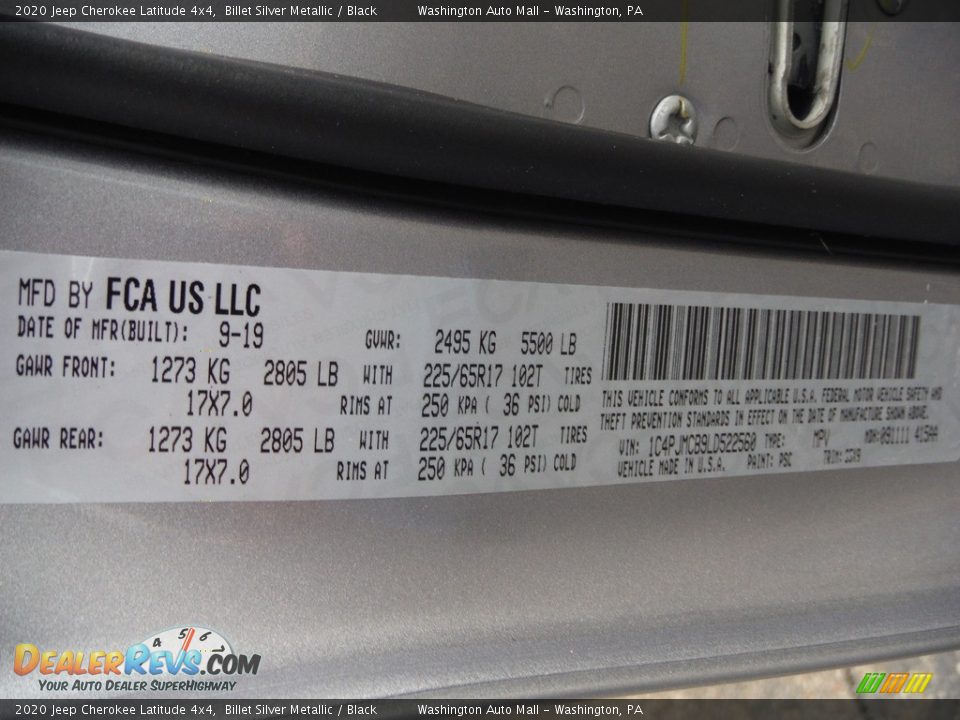 2020 Jeep Cherokee Latitude 4x4, Billet Silver Metallic / Black Washington Auto Mall - Washington, PA
MFD BY FCA US LLC
DATE OF MFR(BUILT): 9-19 GVWR: 2495 KG 5500 LB
GAWR FRONT: 1273 KG 2805 LB WITH 225/65R17 102T TIRES
17X7.0 RIMS AT 250 KPA ( 36 PSI) COLD
GAWR REAR: 1273 KG 2805 LB WITH 225/65R17 102T TIRES
17X7.0 RIMS AT 250 KPA ( 36 PSI) COLD
THIS VEHICLE CONFORMS TO ALL APPLICABLE U.S.A. FEDERAL MOTOR VEHICLE SAFETY AND
THEFT PREVENTION STANDARDS IN EFFECT ON THE DATE OF MANUFACTURE SHOWN ABOVE.
VIN: 1C4PJMCB9LD522560 TYPE: MPV MDH:
VEHICLE MADE IN U.S.A. PAINT: PSC TRIM:
4 5 6
DEALERREVS.COM
YOUR AUTO DEALER SUPERHIGHWAY
2020 Jeep Cherokee Latitude 4x4, Billet Silver Metallic / Black Washington Auto Mall - Washington, PA